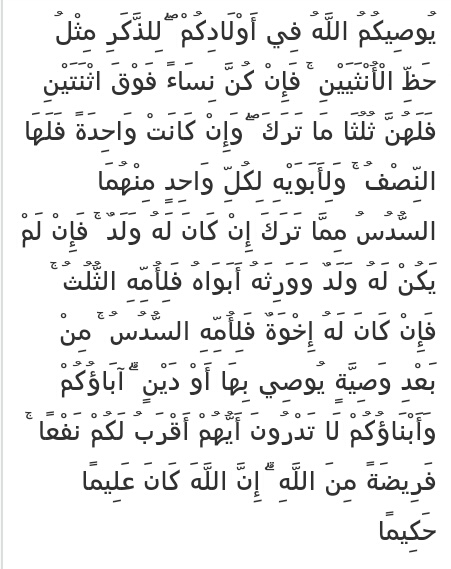 يُوصِيكُمُ اللَّهُ فِي أَوْلَادِكُمْ ۖ لِلذَّكَرِ مِثْلُ
حَظِّ الْأُنْثَيَيْنِ ۚ فَإِنْ كُنَّ نِسَاءً فَوْقَ اثْنَتَيْنِ
فَلَهُنَّ ثُلُثَا مَا تَرَكَ ۖ وَإِنْ كَانَتْ وَاحِدَةً فَلَهَا
النِّصْفُ ۚ وَلِأَبَوَيْهِ لِكُلِّ وَاحِدٍ مِنْهُمَا
السُّدُسُ مِمَّا تَرَكَ إِنْ كَانَ لَهُ وَلَدٌ ۚ فَإِنْ لَمْ
يَكُنْ لَهُ وَلَدٌ وَوَرِثَهُ أَبَوَاهُ فَلِأُمِّهِ الثُّلُثُ ۚ
فَإِنْ كَانَ لَهُ إِخْوَةٌ فَلِأُمِّهِ السُّدُسُ ۚ مِنْ
بَعْدِ وَصِيَّةٍ يُوصِي بِهَا أَوْ دَيْنٍ ۗ آبَاؤُكُمْ
وَأَبْنَاؤُكُمْ لَا تَدْرُونَ أَيُّهُمْ أَقْرَبُ لَكُمْ نَفْعًا ۚ
فَرِيضَةً مِنَ اللَّهِ ۗ إِنَّ اللَّهَ كَانَ عَلِيمًا
حَكِيمًا